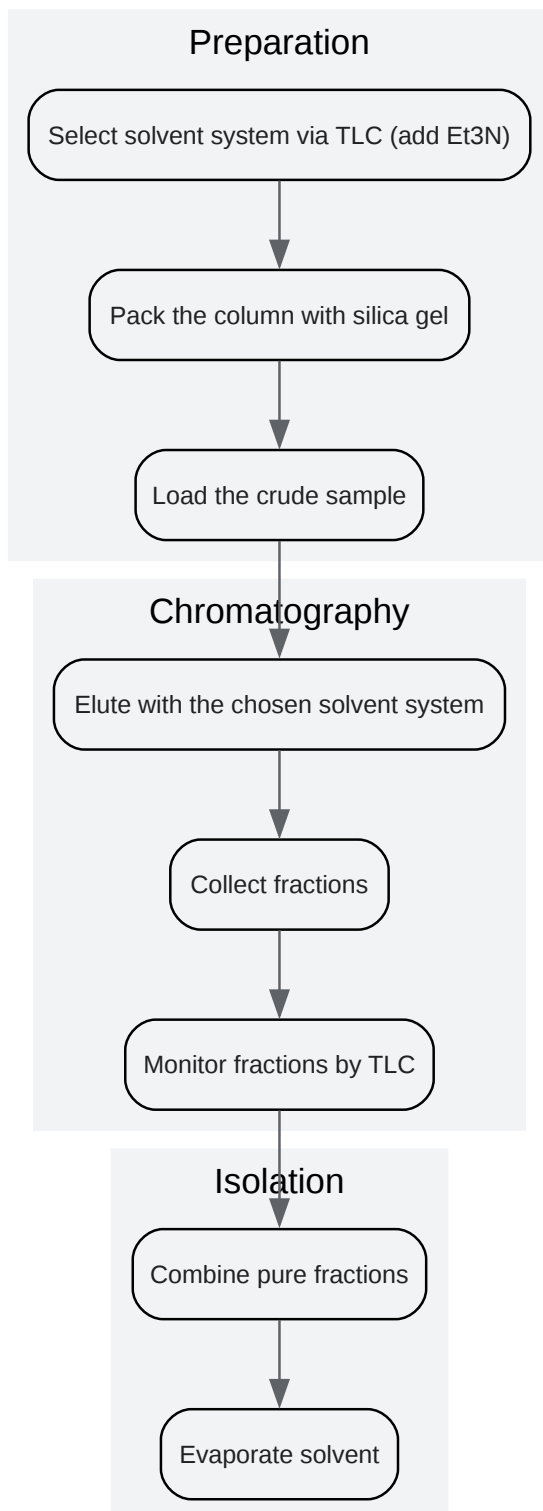 Preparation
Select solvent system via TLC (add Et3N)
Pack the column with silica gel
Load the crude sample
Chromatography
Elute with the chosen solvent system
Collect fractions
Monitor fractions by TLC
Isolation
Combine pure fractions
Evaporate solvent